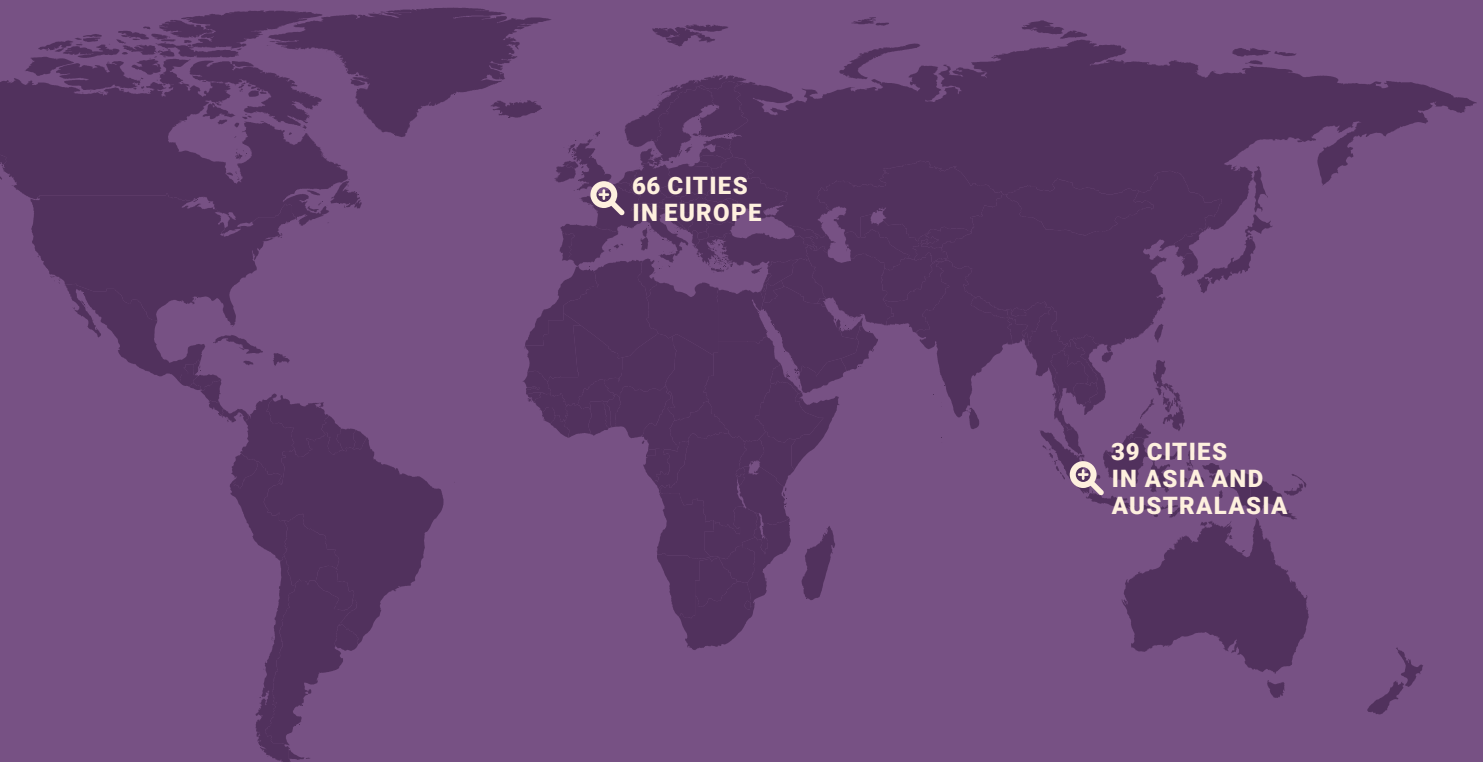 66 CITIES
IN EUROPE
39 CITIES
IN ASIA AND
AUSTRALASIA